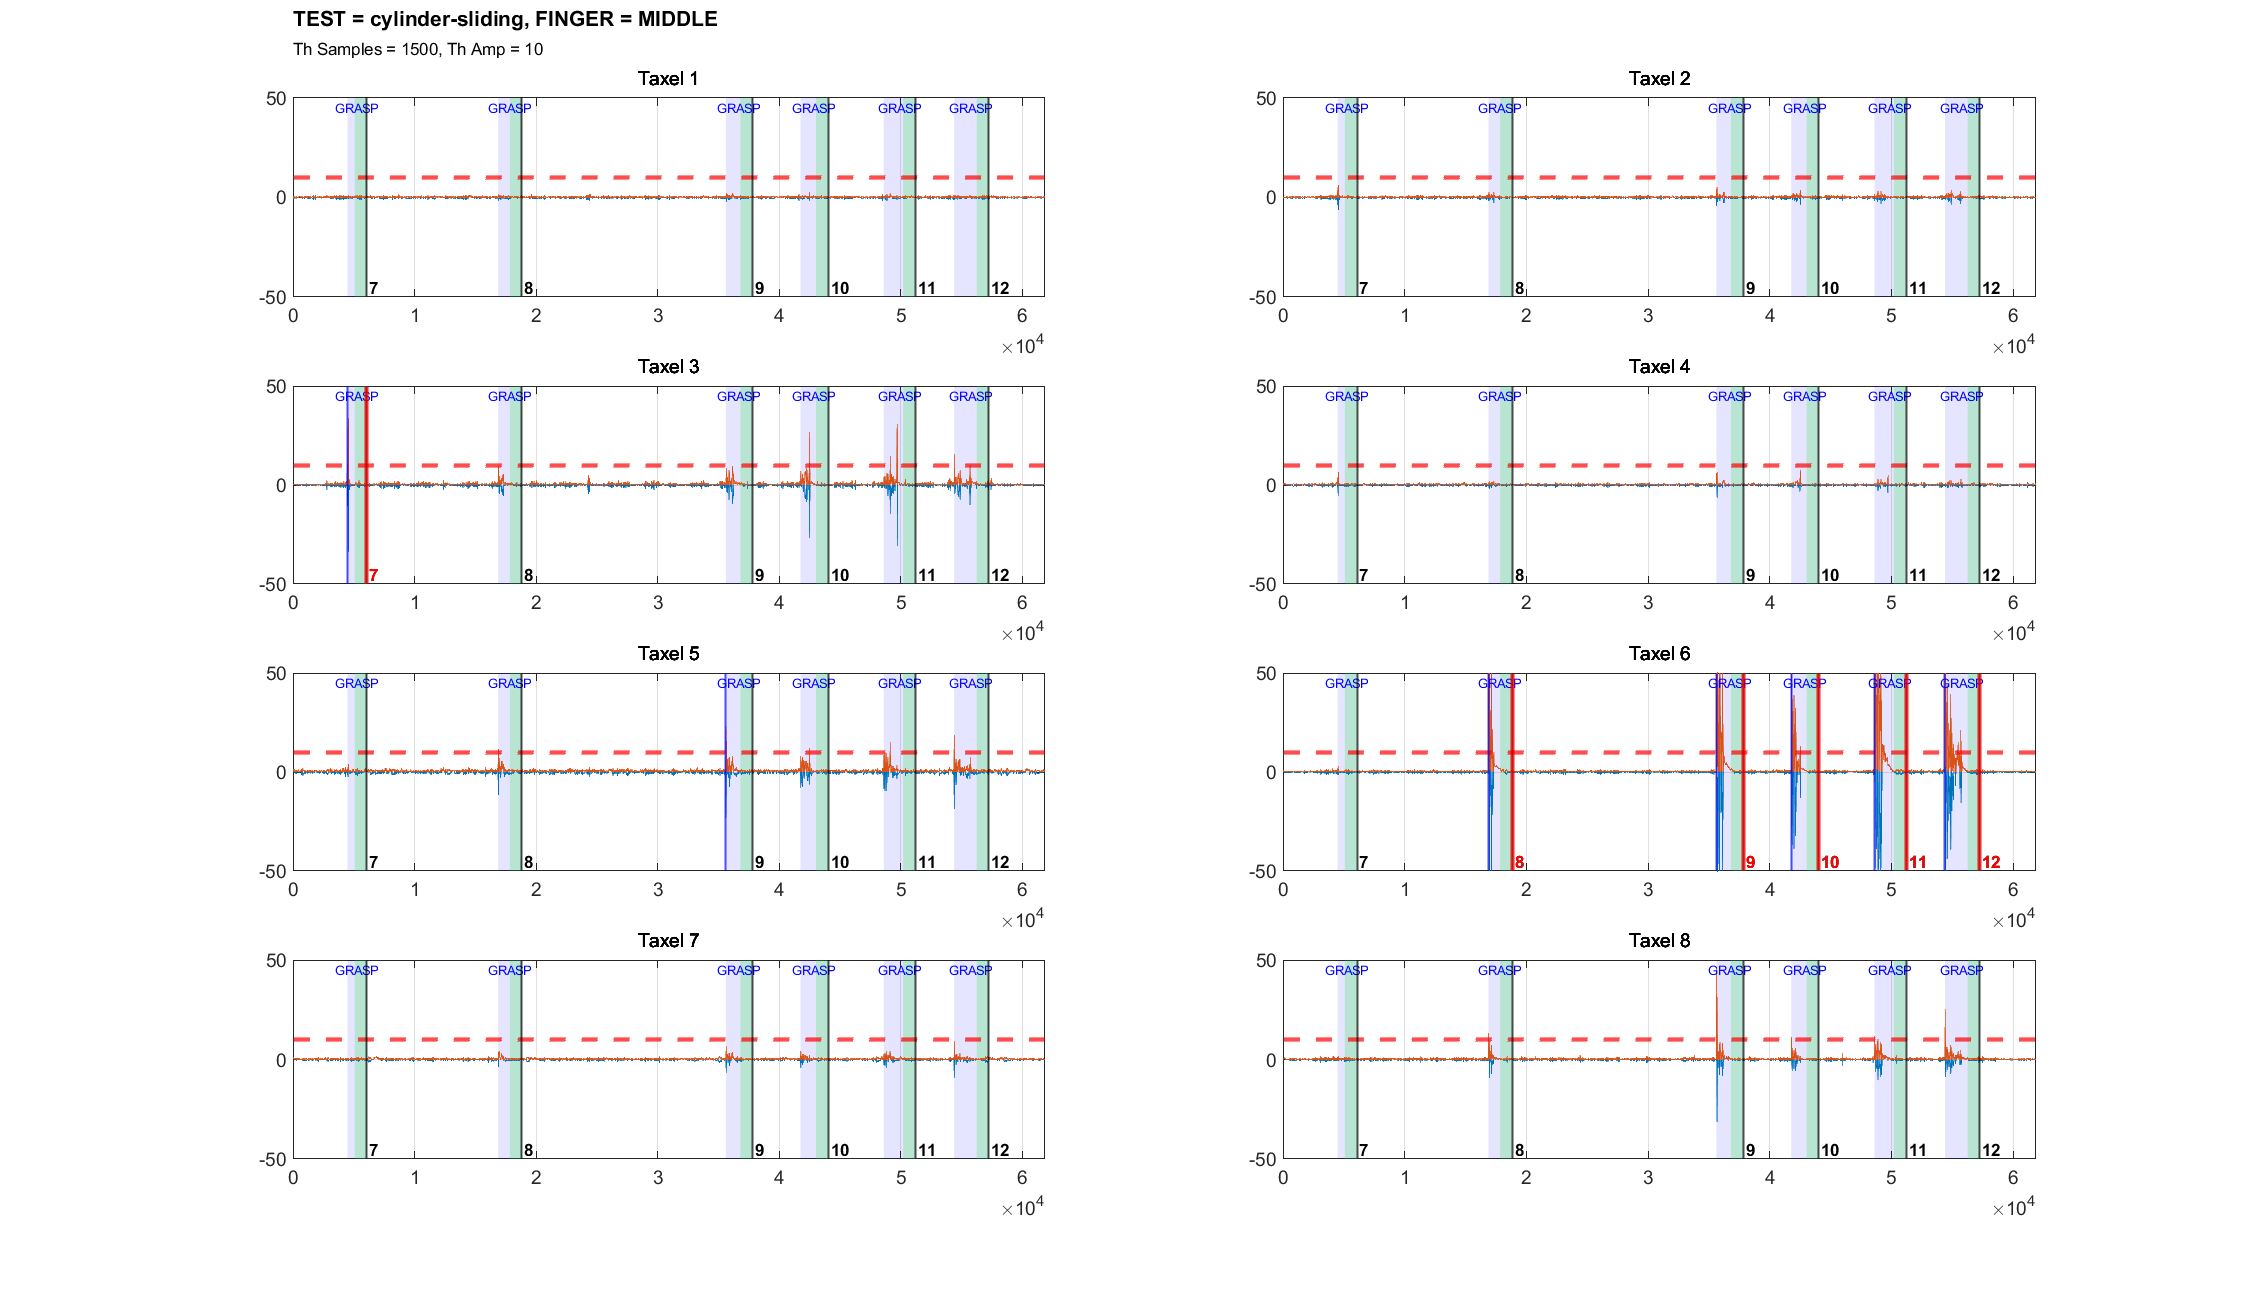 TEST = cylinder-sliding, FINGER = MIDDLE
Th Samples = 1500, Th Amp = 10
Taxel 1
50
0
-50
GRASP GRASP GRASP GRASP GRASP GRASP
7 8 9 10 11 12
0 1 2 3 4 5 6
×10^4
Taxel 2
50
0
-50
GRASP GRASP GRASP GRASP GRASP GRASP
7 8 9 10 11 12
0 1 2 3 4 5 6
×10^4
Taxel 3
50
0
-50
GRASP GRASP GRASP GRASP GRASP GRASP
7 8 9 10 11 12
0 1 2 3 4 5 6
×10^4
Taxel 4
50
0
-50
GRASP GRASP GRASP GRASP GRASP GRASP
7 8 9 10 11 12
0 1 2 3 4 5 6
×10^4
Taxel 5
50
0
-50
GRASP GRASP GRASP GRASP GRASP GRASP
7 8 9 10 11 12
0 1 2 3 4 5 6
×10^4
Taxel 6
50
0
-50
GRASP GRASP GRASP GRASP GRASP GRASP
7 8 9 10 11 12
0 1 2 3 4 5 6
×10^4
Taxel 7
50
0
-50
GRASP GRASP GRASP GRASP GRASP GRASP
7 8 9 10 11 12
0 1 2 3 4 5 6
×10^4
Taxel 8
50
0
-50
GRASP GRASP GRASP GRASP GRASP GRASP
7 8 9 10 11 12
0 1 2 3 4 5 6
×10^4